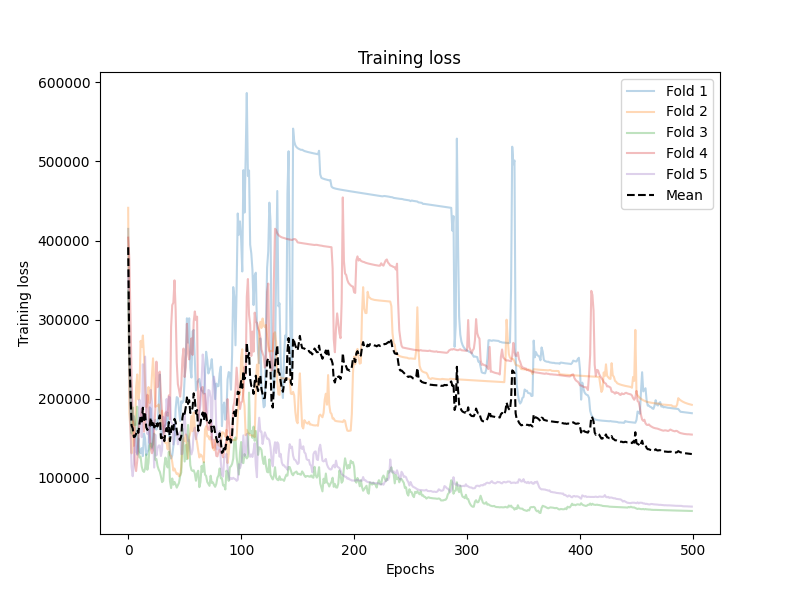 Training loss
600000
500000
400000
300000
200000
100000
Training loss
0
100
200
300
400
500
Epochs
Fold 1
Fold 2
Fold 3
Fold 4
Fold 5
Mean